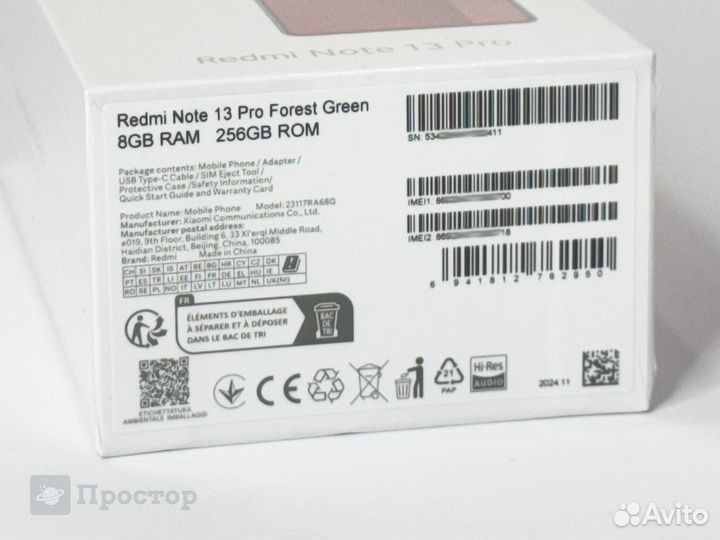 Redmi Note 13 Pro
Redmi Note 13 Pro Forest Green
8GB RAM 256GB ROM
Package contents: Mobile Phone / Adapter /
USB Type-C Cable / SIM Eject Tool /
Protective Case /Safety Information/
Quick Start Guide and Warranty Card
Product Name: Mobile Phone Model: 23117RA68G
Manufacturer: Xiaomi Communications Co., Ltd.
Manufacturer postal address:
#019, 9th Floor, Building 6, 33 Xi'erqi Middle Road,
Haidian District, Beijing, China, 100085
Brand: Redmi Made in China
CH SI SK IS AT BE BG HR CY CZ DK
PT ES TR LI EE FI FR DE EL HU IE
RO SE PL NO IT LV LT LU MT NL UK(NI)
SN: 534 411
IMEI1: 86 00
IMEI2: 86 18
6 941812 762950
FR
ÉLÉMENTS D'EMBALLAGE
À SÉPARER ET À DÉPOSER
DANS LE BAC DE TRI
BAC
DE
TRI
ETICHETTATURA
AMBIENTALE IMBALLAGGI
CE
21
PAP
Hi-Res
AUDIO
2024.11
Простор
Avito